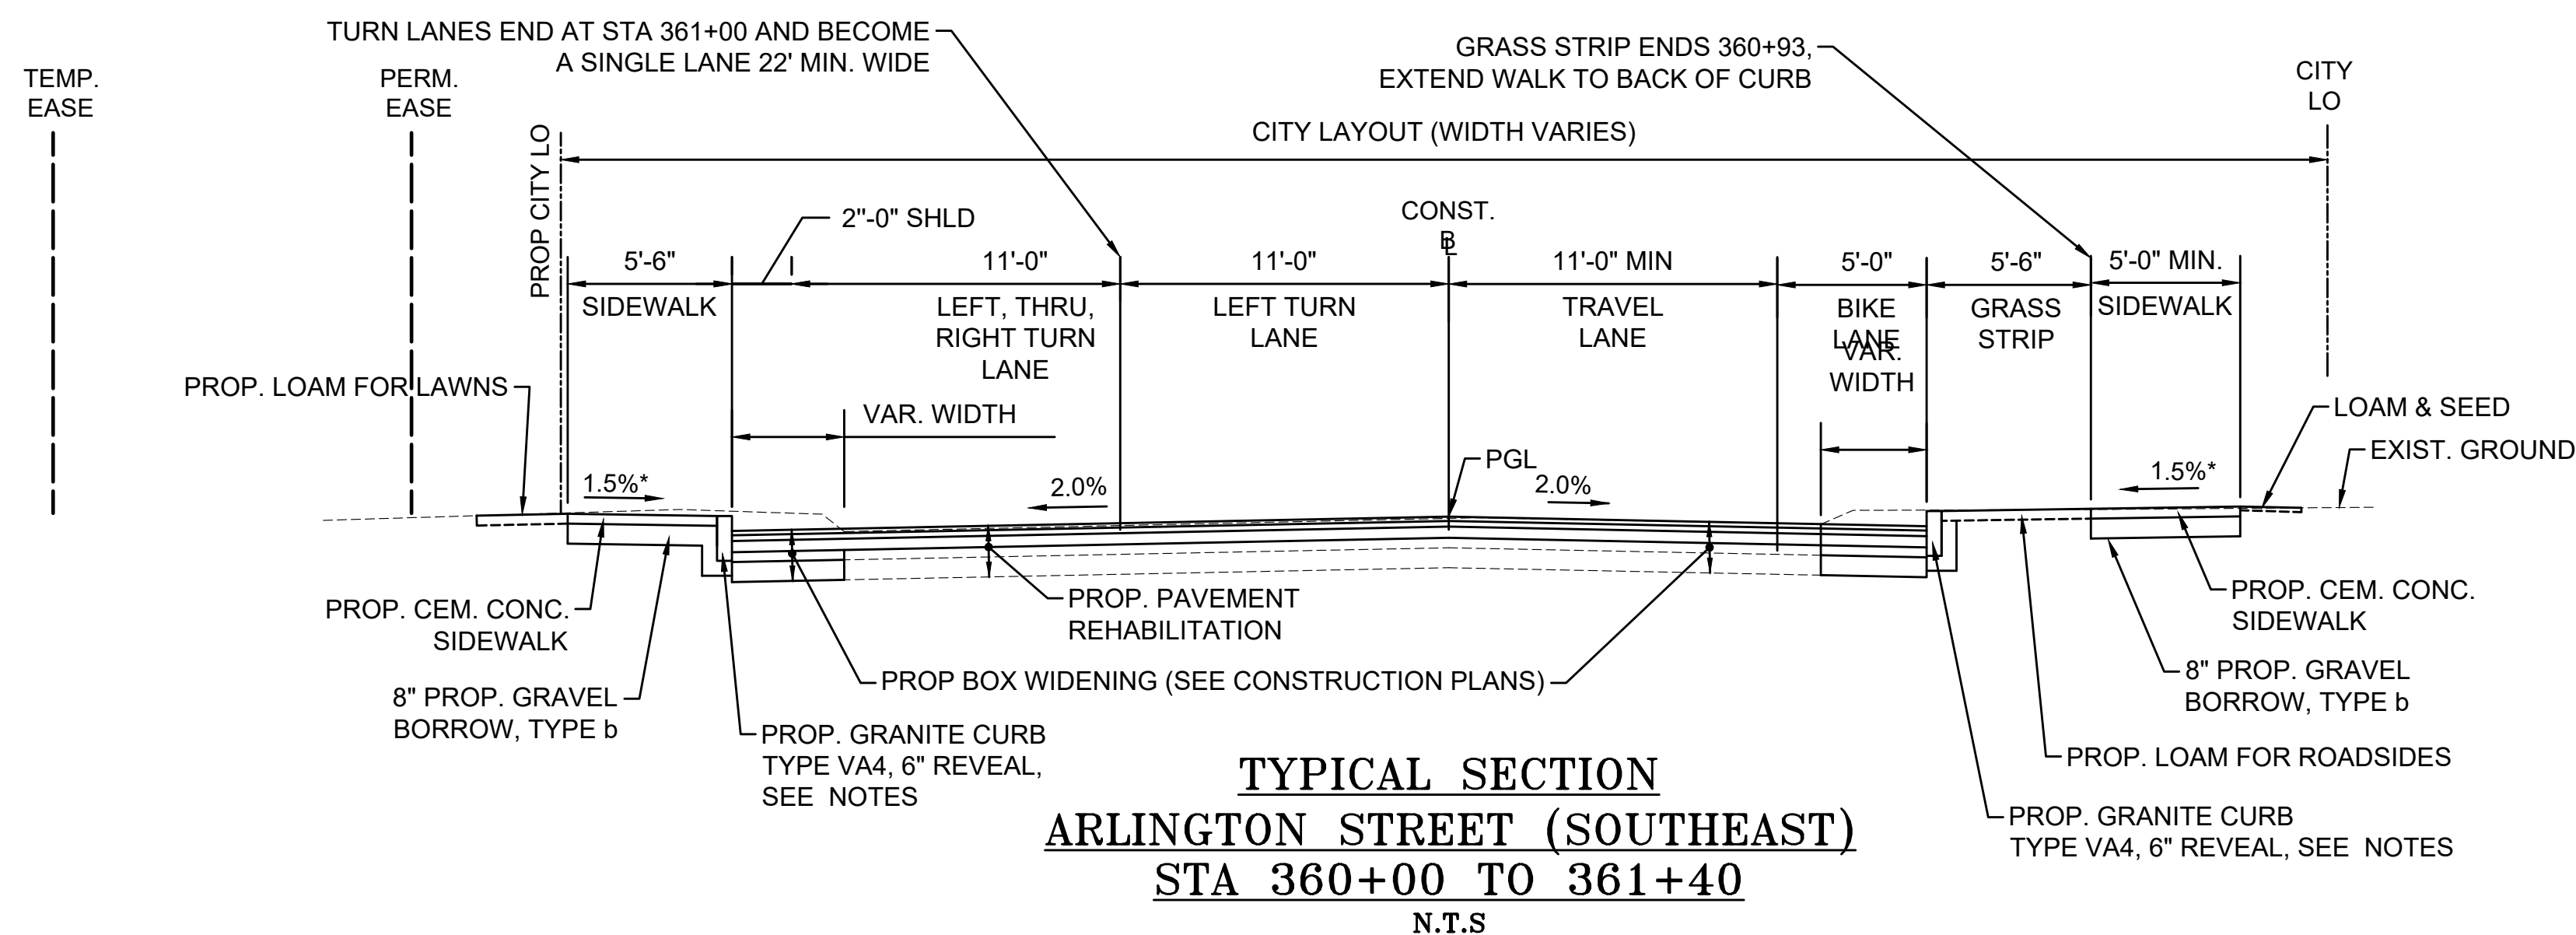 TURN LANES END AT STA 361+00 AND BECOME
A SINGLE LANE 22' MIN. WIDE
GRASS STRIP ENDS 360+93,
EXTEND WALK TO BACK OF CURB
TEMP.
EASE
PERM.
EASE
CITY
LO
PROP CITY LO
CITY LAYOUT (WIDTH VARIES)
2"-0" SHLD
CONST.
BL
5'-6"
SIDEWALK
11'-0"
LEFT, THRU,
RIGHT TURN
LANE
11'-0"
LEFT TURN
LANE
11'-0" MIN
TRAVEL
LANE
5'-0"
BIKE
LANE
VAR.
WIDTH
5'-6"
GRASS
STRIP
5'-0" MIN.
SIDEWALK
PROP. LOAM FOR LAWNS
VAR. WIDTH
LOAM & SEED
EXIST. GROUND
PGL
1.5%*
2.0%
2.0%
1.5%*
PROP. CEM. CONC.
SIDEWALK
PROP. PAVEMENT
REHABILITATION
PROP. CEM. CONC.
SIDEWALK
PROP BOX WIDENING (SEE CONSTRUCTION PLANS)
8" PROP. GRAVEL
BORROW, TYPE b
8" PROP. GRAVEL
BORROW, TYPE b
PROP. GRANITE CURB
TYPE VA4, 6" REVEAL,
SEE NOTES
PROP. LOAM FOR ROADSIDES
PROP. GRANITE CURB
TYPE VA4, 6" REVEAL, SEE NOTES
TYPICAL SECTION
ARLINGTON STREET (SOUTHEAST)
STA 360+00 TO 361+40
N.T.S